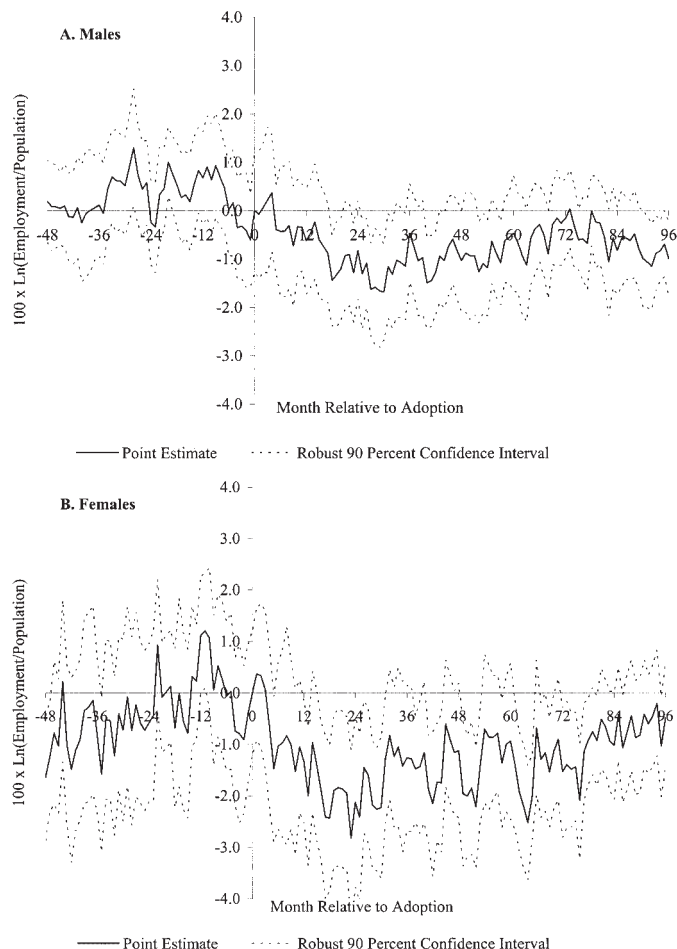 A. Males
4.0
3.0
2.0
1.0
0.0
-48 -36 -24 -12 0 12 24 36 48 60 72 84 96
-1.0
-2.0
-3.0
-4.0
100 x Ln(Employment/Population)
Month Relative to Adoption
Point Estimate Robust 90 Percent Confidence Interval
B. Females
4.0
3.0
2.0
1.0
0.0
-48 -36 -24 -12 0 12 24 36 48 60 72 84 96
-1.0
-2.0
-3.0
-4.0
100 x Ln(Employment/Population)
Month Relative to Adoption
Point Estimate Robust 90 Percent Confidence Interval